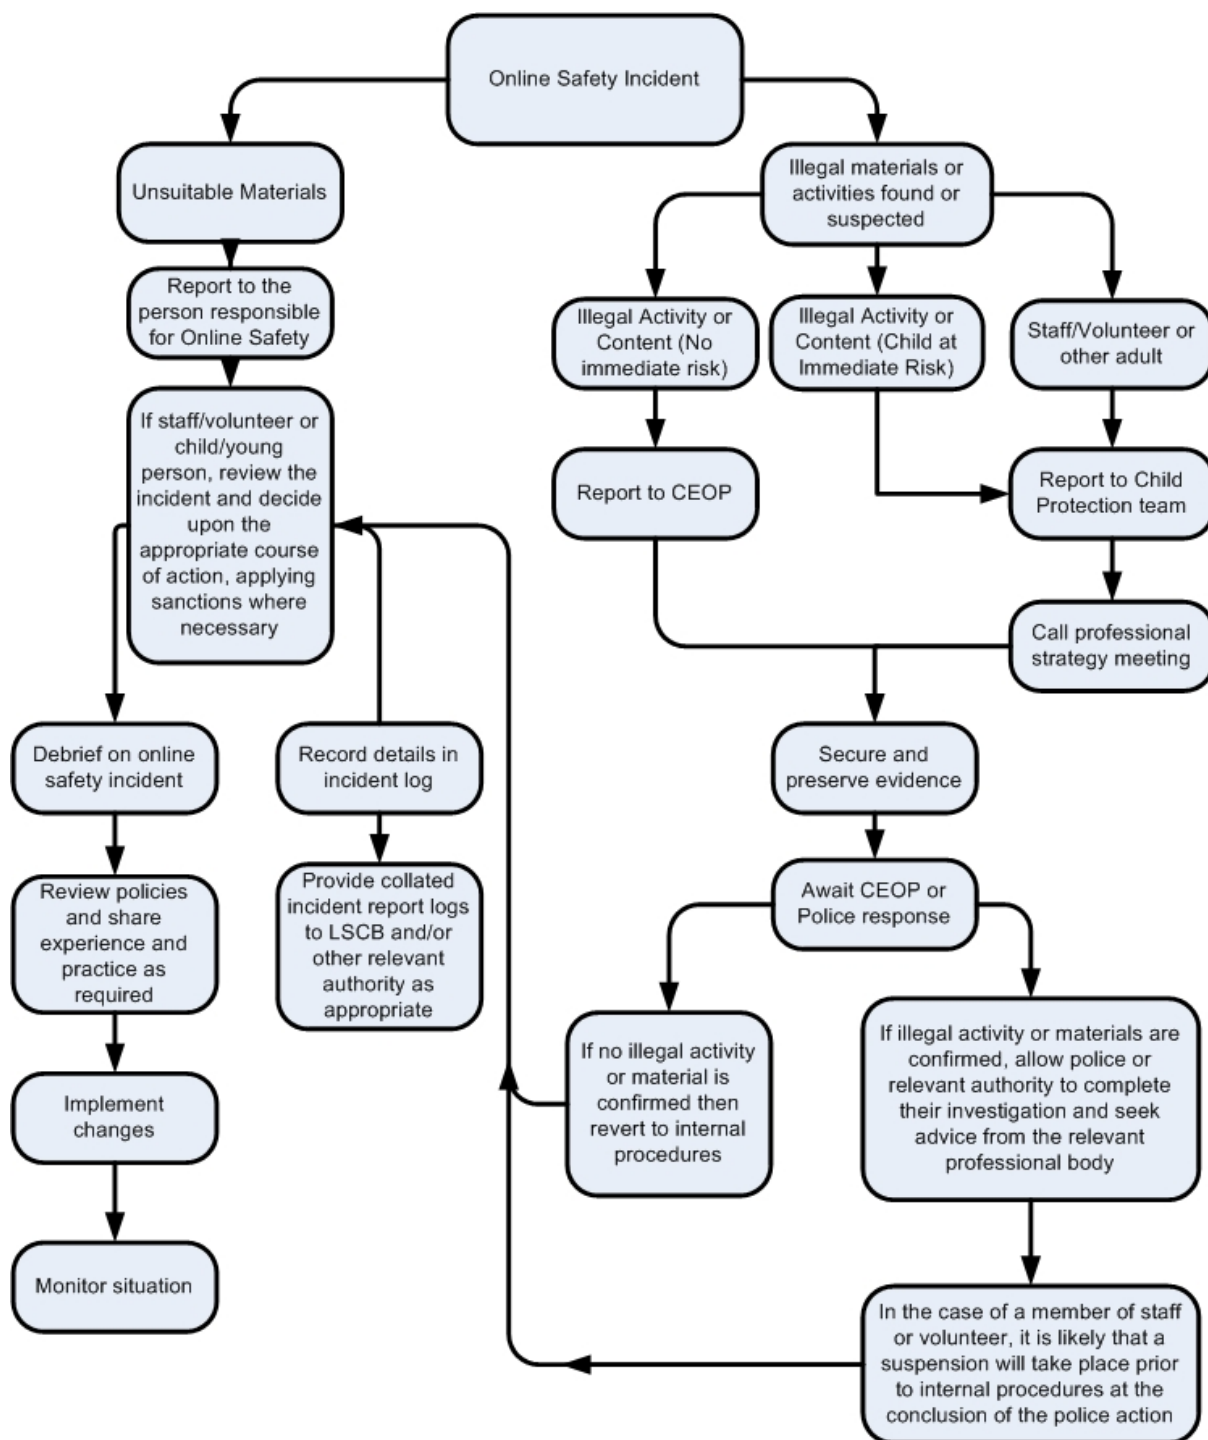 Online Safety Incident
Unsuitable Materials
Illegal materials or
activities found or
suspected
Report to the
person responsible
for Online Safety
Illegal Activity or
Content (No
immediate risk)
Illegal Activity or
Content (Child at
Immediate Risk)
Staff/Volunteer or
other adult
If staff/volunteer or
child/young
person, review the
incident and decide
upon the
appropriate course
of action, applying
sanctions where
necessary
Report to CEOP
Report to Child
Protection team
Call professional
strategy meeting
Debrief on online
safety incident
Record details in
incident log
Secure and
preserve evidence
Review policies
and share
experience and
practice as
required
Provide collated
incident report logs
to LSCB and/or
other relevant
authority as
appropriate
Await CEOP or
Police response
If no illegal activity
or material is
confirmed then
revert to internal
procedures
If illegal activity or materials are
confirmed, allow police or
relevant authority to complete
their investigation and seek
advice from the relevant
professional body
Implement
changes
Monitor situation
In the case of a member of staff
or volunteer, it is likely that a
suspension will take place prior
to internal procedures at the
conclusion of the police action